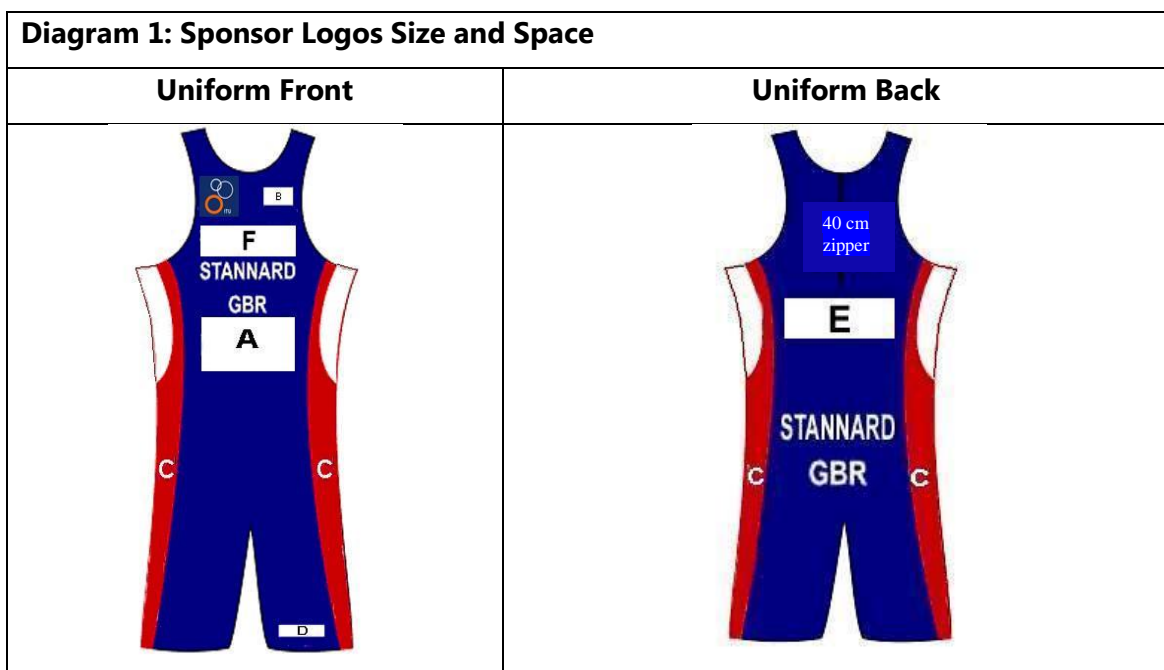 Diagram 1: Sponsor Logos Size and Space
Uniform Front
Uniform Back
B
F
STANNARD
GBR
A
C
C
D
40 cm
zipper
E
STANNARD
GBR
C
C